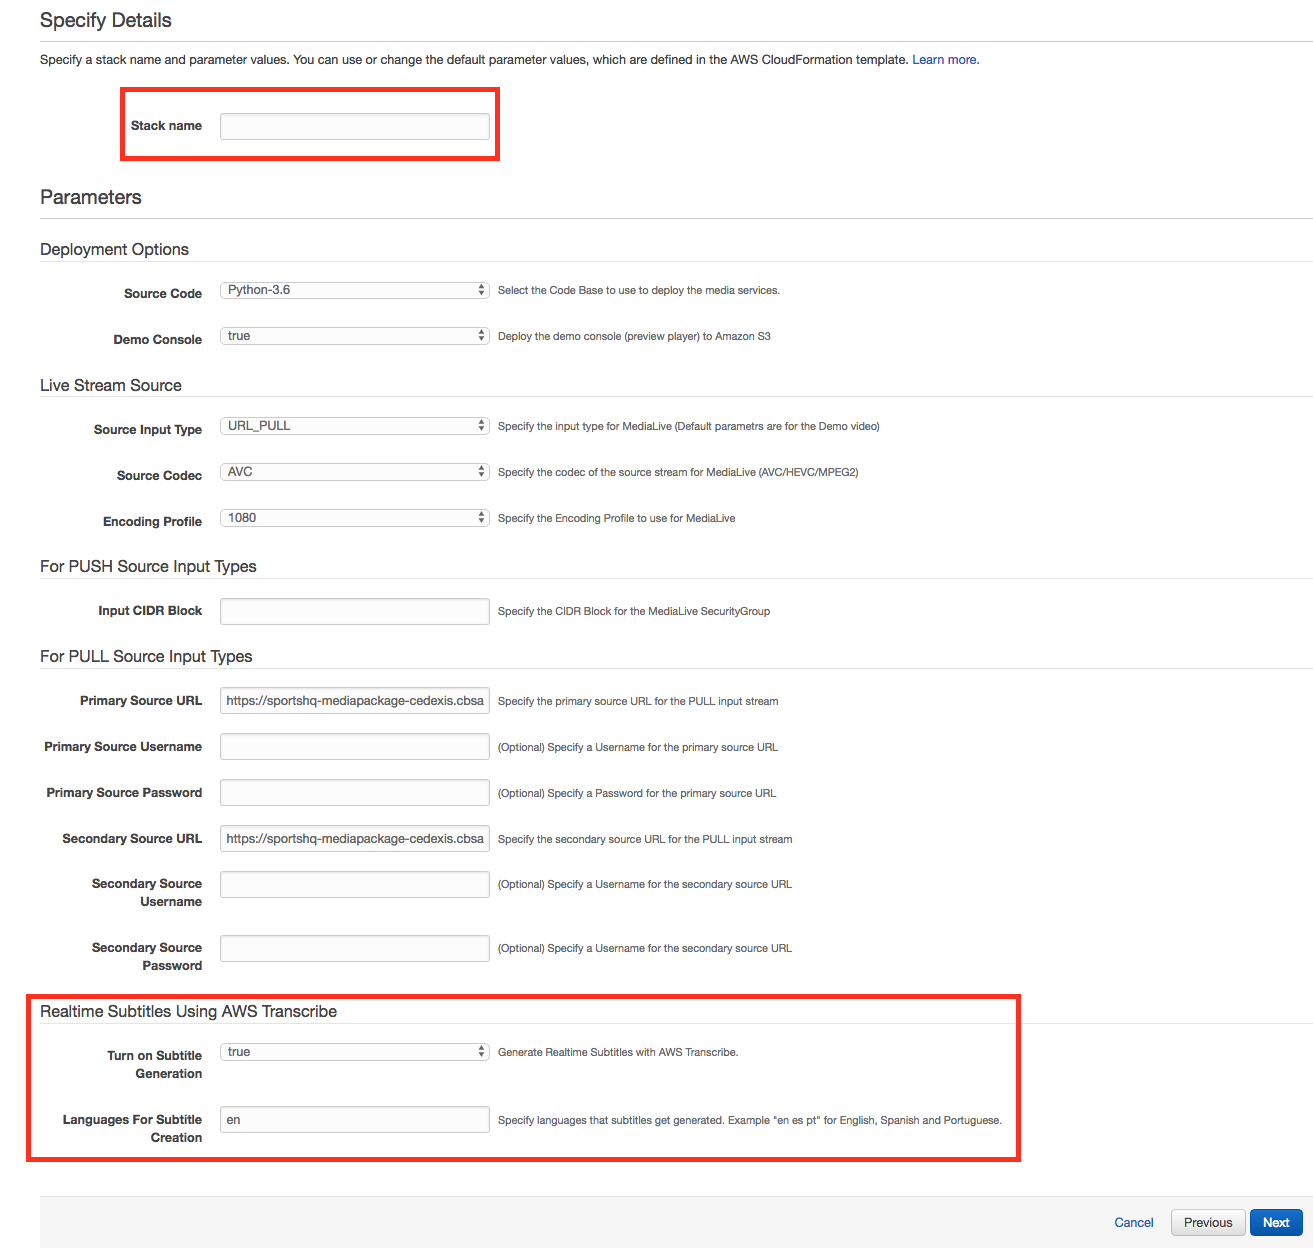 Specify Details
Specify a stack name and parameter values. You can use or change the default parameter values, which are defined in the AWS CloudFormation template. Learn more.
Stack name
Parameters
Deployment Options
Source Code Python-3.6 Select the Code Base to use to deploy the media services.
Demo Console true Deploy the demo console (preview player) to Amazon S3
Live Stream Source
Source Input Type URL_PULL Specify the input type for MediaLive (Default parametrs are for the Demo video)
Source Codec AVC Specify the codec of the source stream for MediaLive (AVC/HEVC/MPEG2)
Encoding Profile 1080 Specify the Encoding Profile to use for MediaLive
For PUSH Source Input Types
Input CIDR Block Specify the CIDR Block for the MediaLive SecurityGroup
For PULL Source Input Types
Primary Source URL https://sportshq-mediapackage-cedexis.cbsa Specify the primary source URL for the PULL input stream
Primary Source Username (Optional) Specify a Username for the primary source URL
Primary Source Password (Optional) Specify a Password for the primary source URL
Secondary Source URL https://sportshq-mediapackage-cedexis.cbsa Specify the secondary source URL for the PULL input stream
Secondary Source (Optional) Specify a Username for the secondary source URL
Username
Secondary Source (Optional) Specify a Username for the secondary source URL
Password
Realtime Subtitles Using AWS Transcribe
Turn on Subtitle true Generate Realtime Subtitles with AWS Transcribe.
Generation
Languages For Subtitle en Specify languages that subtitles get generated. Example "en es pt" for English, Spanish and Portuguese.
Creation
Cancel Previous Next